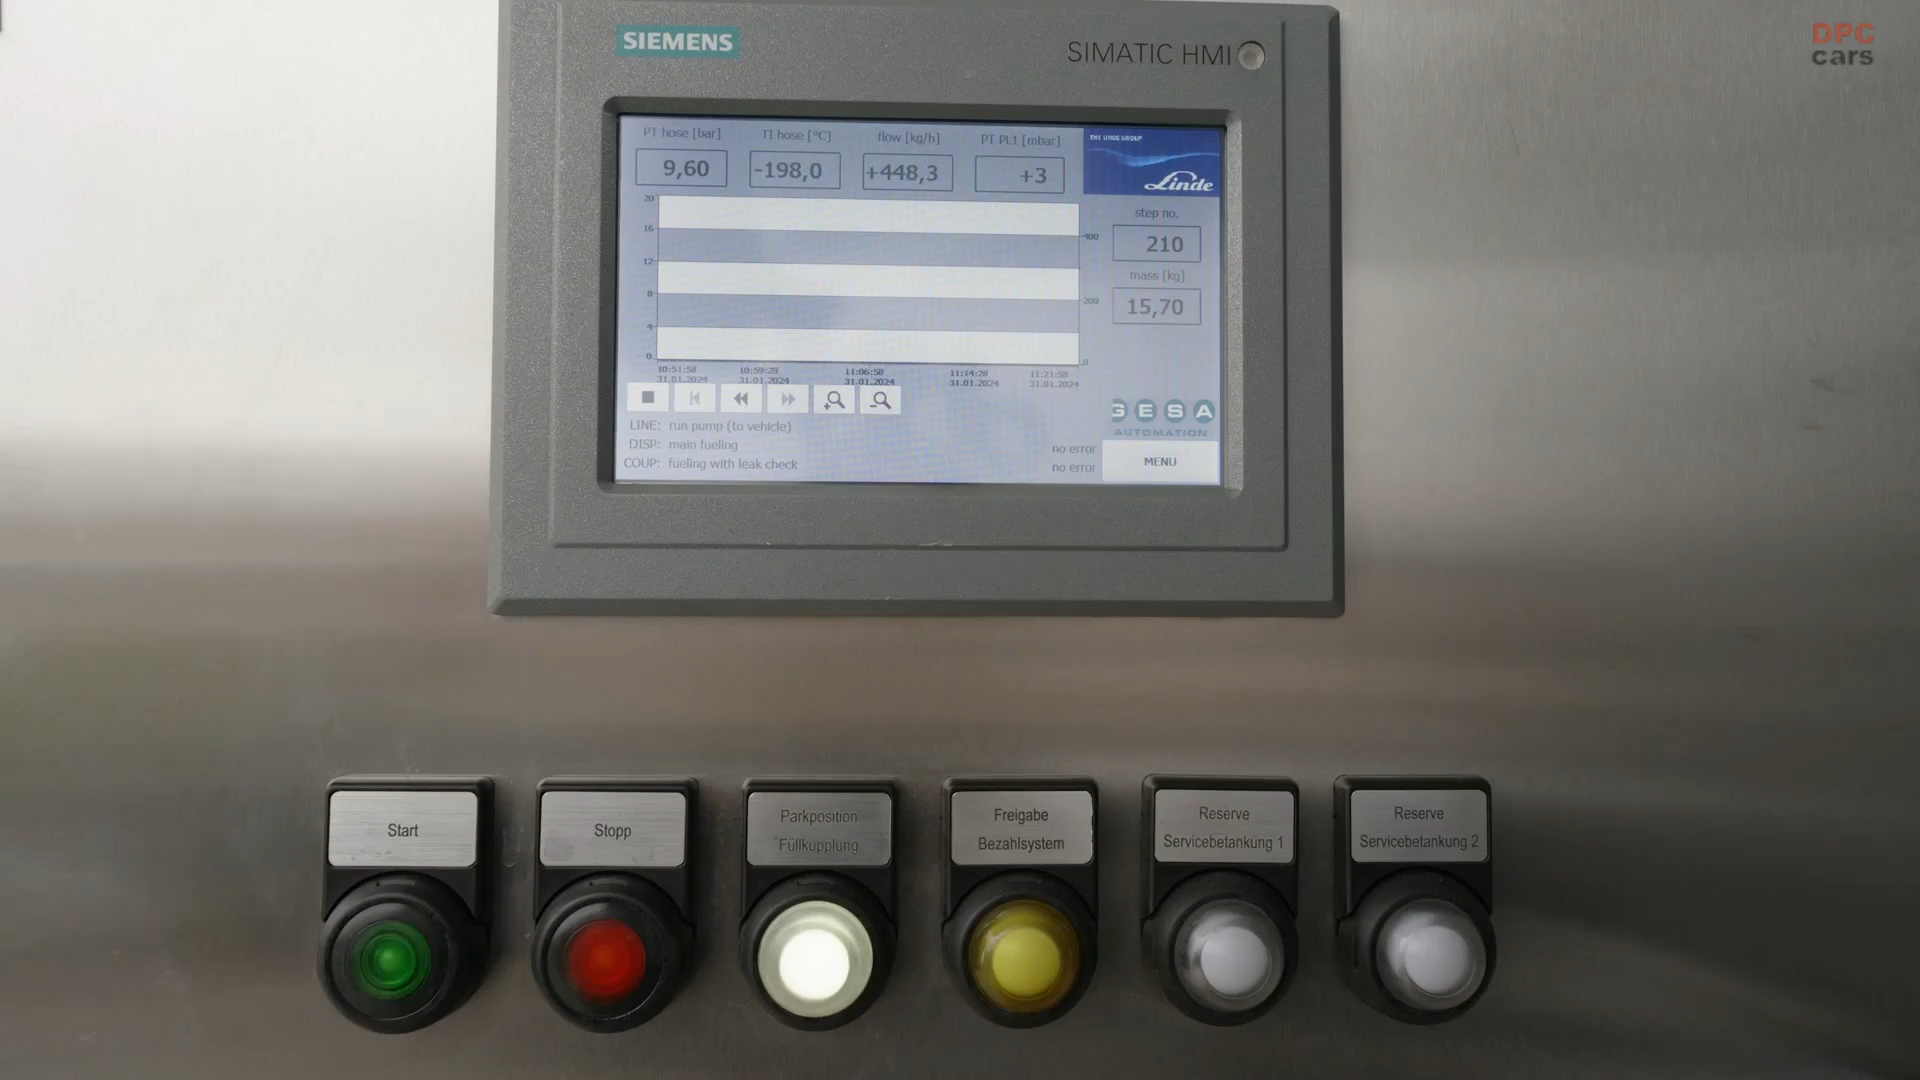 SIEMENS
SIMATIC HMI
DPC
cars
PT hose [bar] TI hose [°C] flow [kg/h] PT PL1 [mbar]
9,60 -198,0 +448,3 +3
THE LINDE GROUP
Linde
step no.
210
mass [kg]
15,70
20
16
12
8
4
0
400
200
0
10:51:58 10:59:28 11:06:58 11:14:28 11:21:58
31.01.2024 31.01.2024 31.01.2024 31.01.2024 31.01.2024
GESA
AUTOMATION
LINE: run pump (to vehicle)
DISP: main fueling no error
COUP: fueling with leak check no error
MENU
Start
Stopp
Parkposition
Füllkupplung
Freigabe
Bezahlsystem
Reserve
Servicebetankung 1
Reserve
Servicebetankung 2